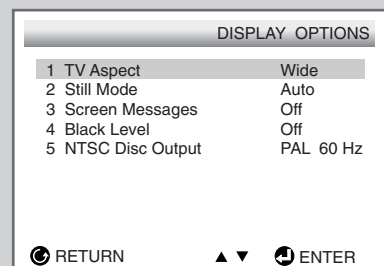 DISPLAY OPTIONS
1 TV Aspect Wide
2 Still Mode Auto
3 Screen Messages Off
4 Black Level Off
5 NTSC Disc Output PAL 60 Hz
RETURN ▲ ▼ ENTER